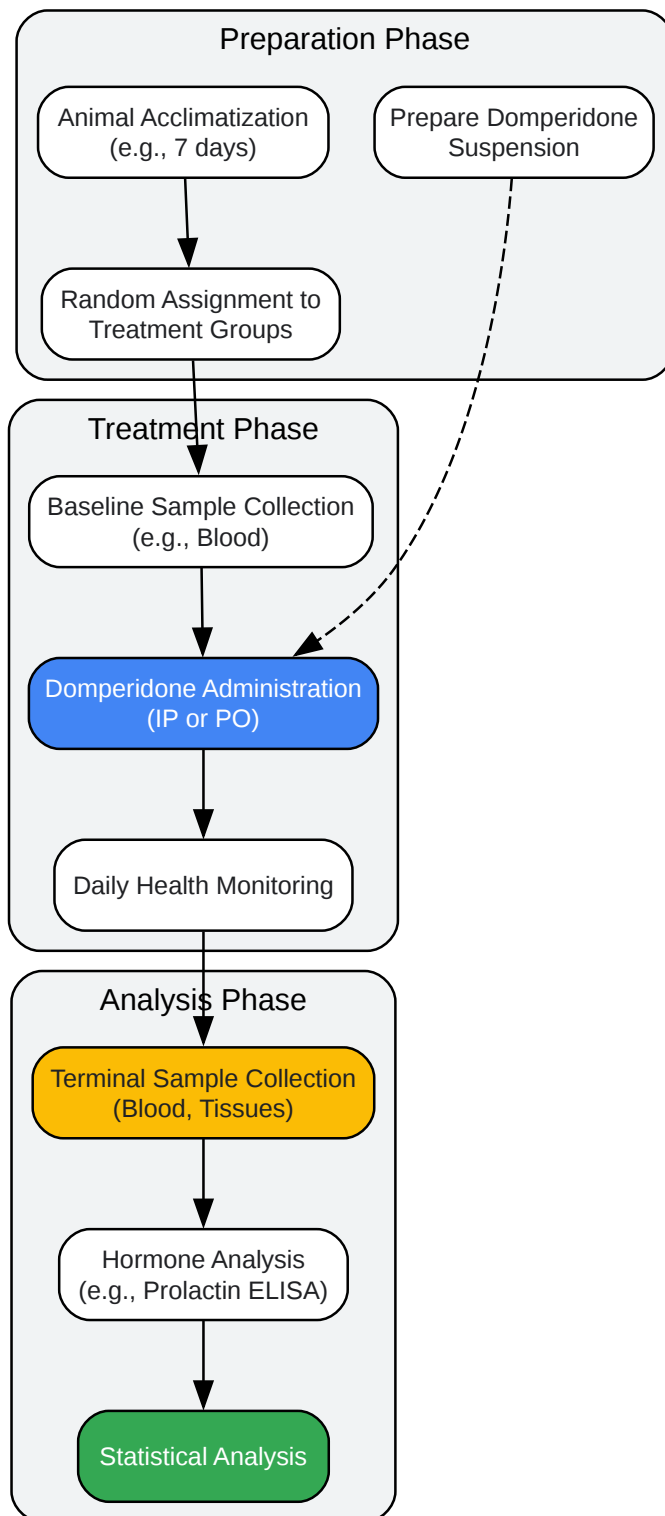 Preparation Phase
Animal Acclimatization
(e.g., 7 days)
Prepare Domperidone
Suspension
Random Assignment to
Treatment Groups
Treatment Phase
Baseline Sample Collection
(e.g., Blood)
Domperidone Administration
(IP or PO)
Daily Health Monitoring
Analysis Phase
Terminal Sample Collection
(Blood, Tissues)
Hormone Analysis
(e.g., Prolactin ELISA)
Statistical Analysis